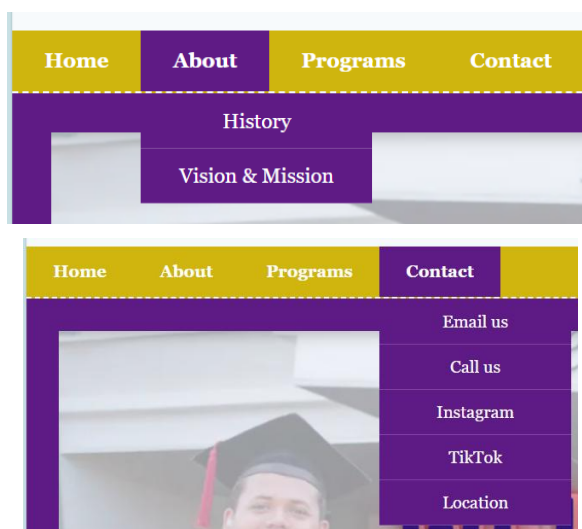 Home About Programs Contact
History
Vision & Mission
Home About Programs Contact
Email us
Call us
Instagram
TikTok
Location